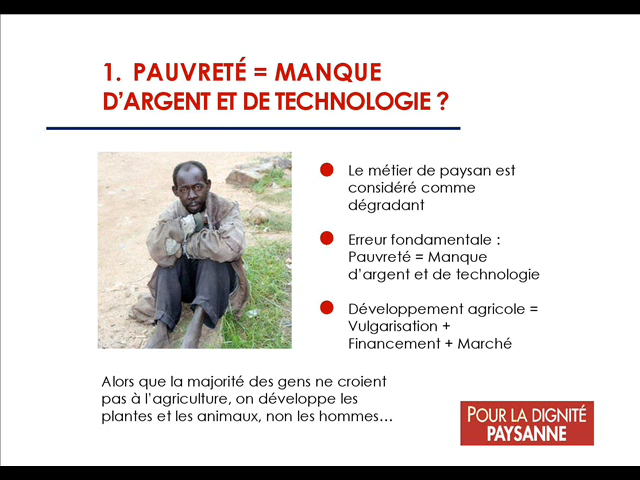 1. PAUVRETÉ = MANQUE
D’ARGENT ET DE TECHNOLOGIE ?
Le métier de paysan est
considéré comme
dégradant
Erreur fondamentale :
Pauvreté = Manque
d’argent et de technologie
Développement agricole =
Vulgarisation +
Financement + Marché
Alors que la majorité des gens ne croient
pas à l’agriculture, on développe les
plantes et les animaux, non les hommes…
POUR LA DIGNITÉ
PAYSANNE